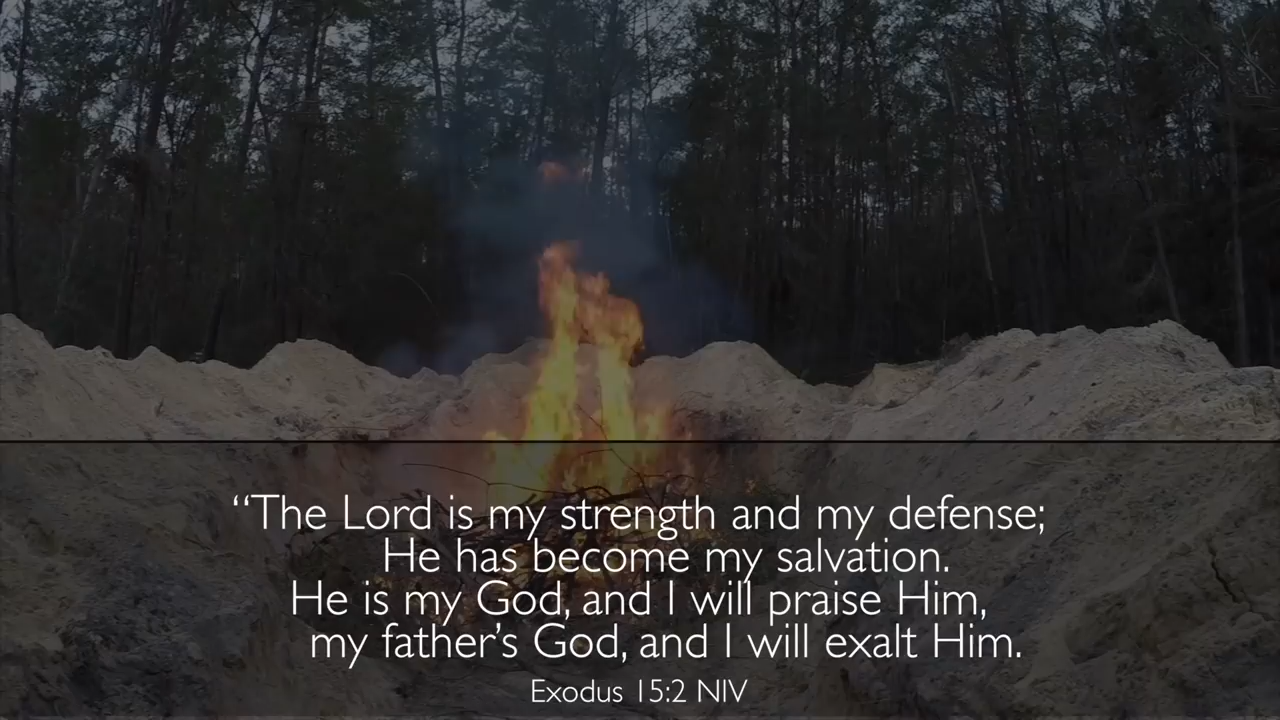 “The Lord is my strength and my defense;
He has become my salvation.
He is my God, and I will praise Him,
my father’s God, and I will exalt Him.
Exodus 15:2 NIV